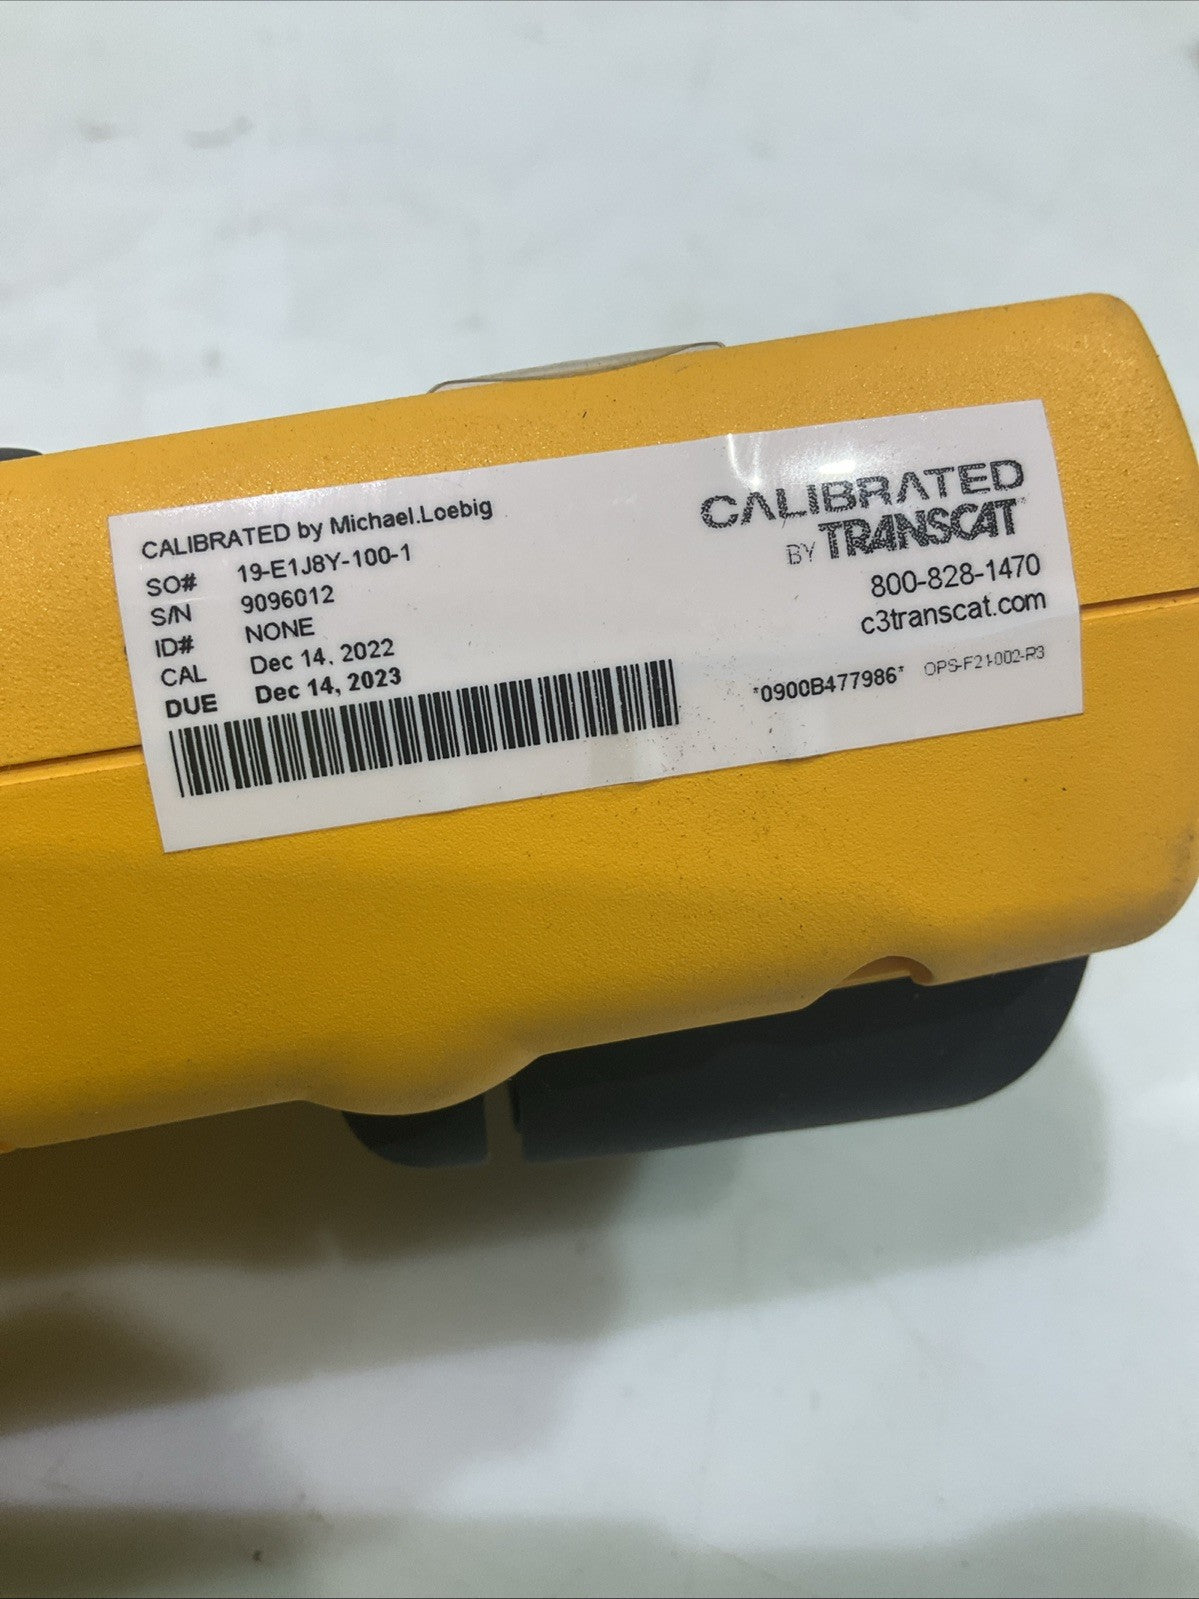 CALIBRATED by Michael.Loebig
SO# 19-E1J8Y-100-1
S/N 9096012
ID# NONE
CAL Dec 14, 2022
DUE Dec 14, 2023
CALIBRATED
BY TRANSCAT
800-828-1470
c3transcat.com
*0900B477986* OPS-F21-002-R3